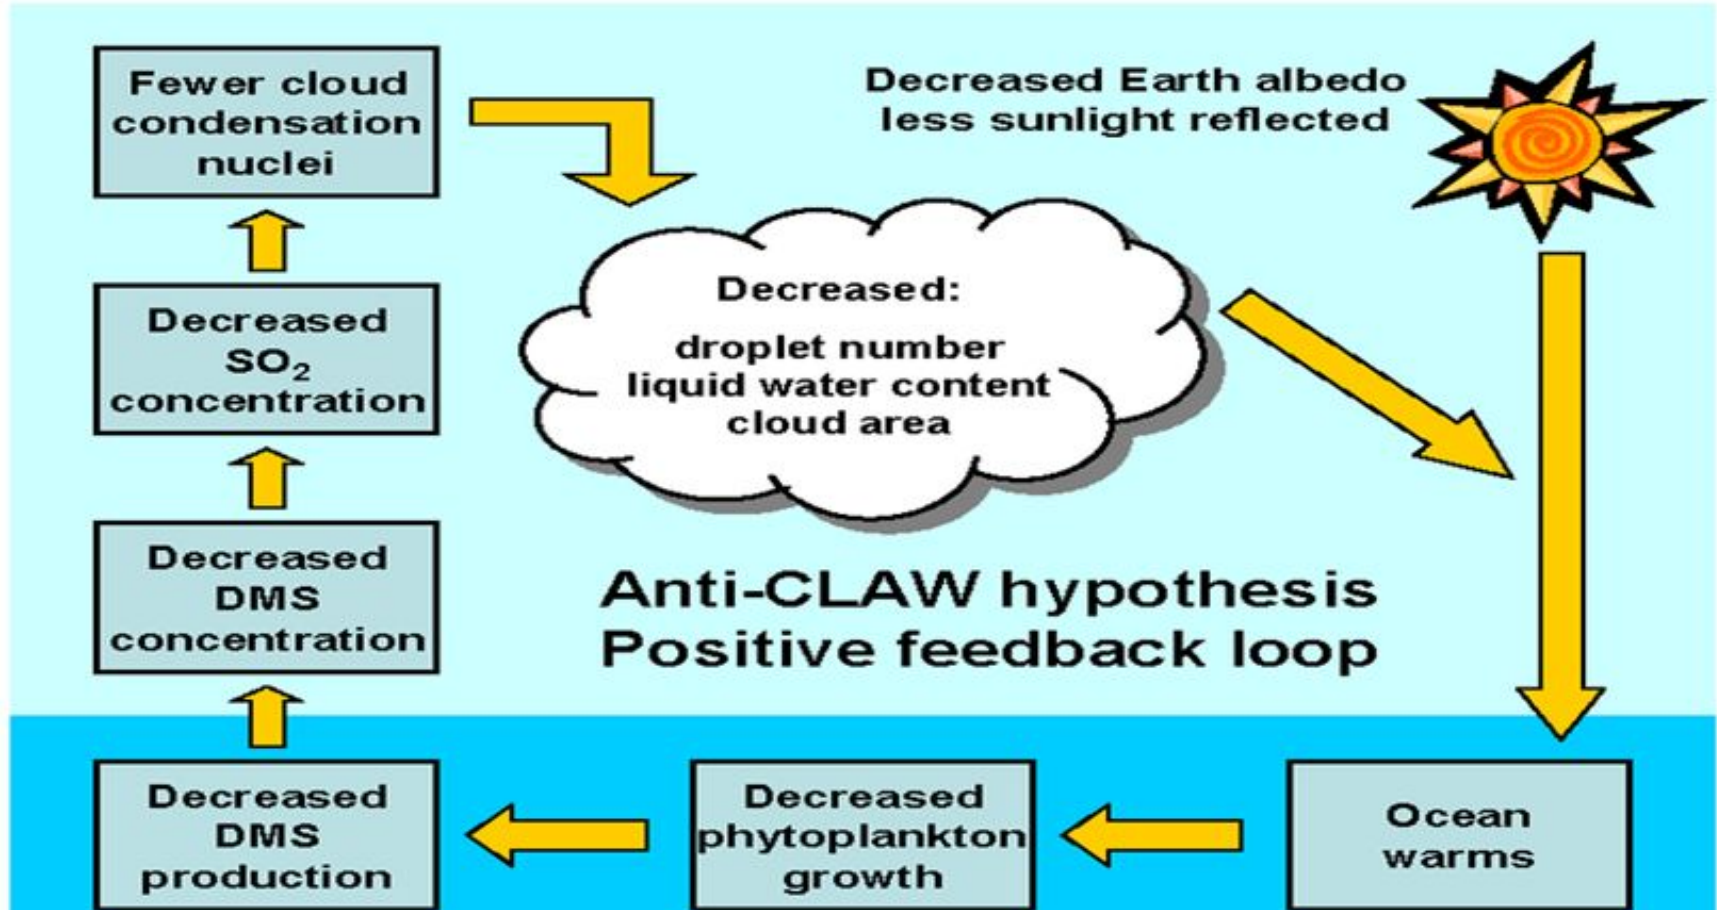 Fewer cloud
condensation
nuclei
Decreased Earth albedo
less sunlight reflected
Decreased
SO₂
concentration
Decreased:
droplet number
liquid water content
cloud area
Decreased
DMS
concentration
Anti-CLAW hypothesis
Positive feedback loop
Decreased
DMS
production
Decreased
phytoplankton
growth
Ocean
warms